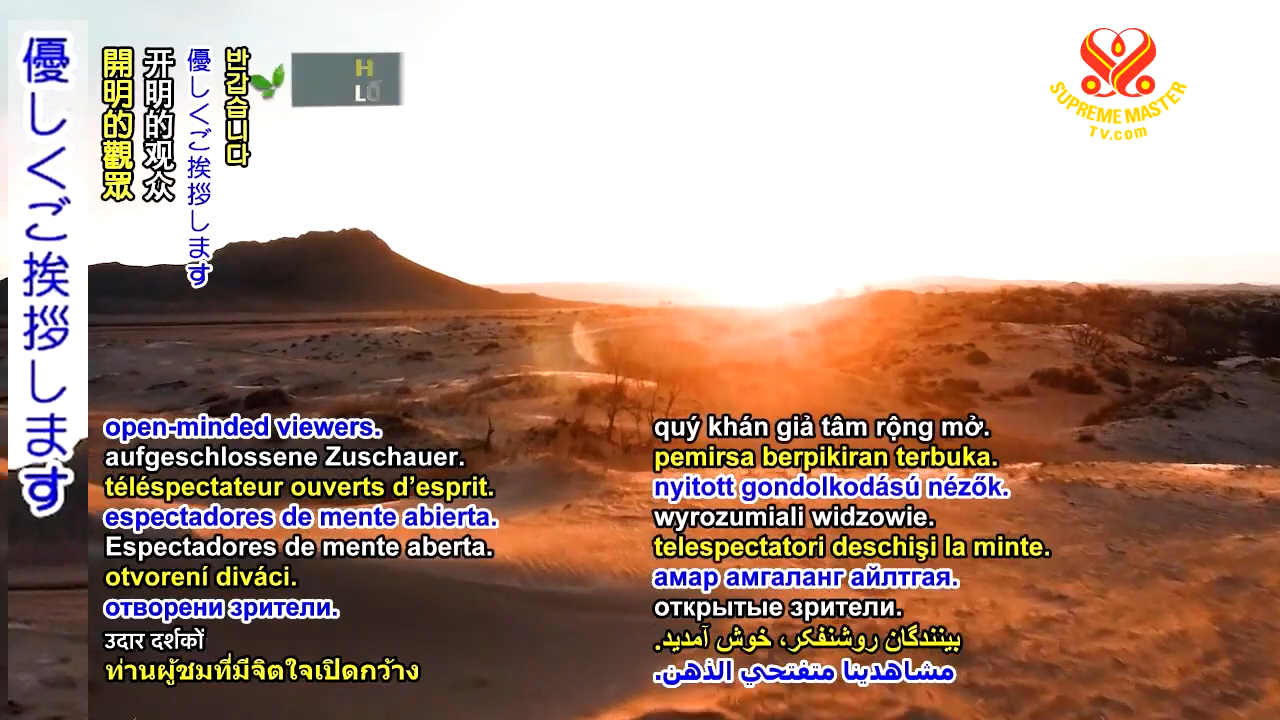 優しくご挨拶します
開明的觀眾
开明的观众
優しくご挨拶します
반갑습니다
H
LÕ
SUPREME MASTER
TV.com
open-minded viewers.
aufgeschlossene Zuschauer.
téléspectateur ouverts d’esprit.
espectadores de mente abierta.
Espectadores de mente aberta.
otvorení diváci.
отворени зрители.
उदार दर्शकों
ท่านผู้ชมที่มีจิตใจเปิดกว้าง
quý khán giả tâm rộng mở.
pemirsa berpikiran terbuka.
nyitott gondolkodású nézők.
wyrozumiali widzowie.
telespectatori deschişi la minte.
амар амгаланг айлтгая.
открытые зрители.
بینندگان روشنفکر، خوش آمدید.
مشاهدينا متفتحي الذهن.